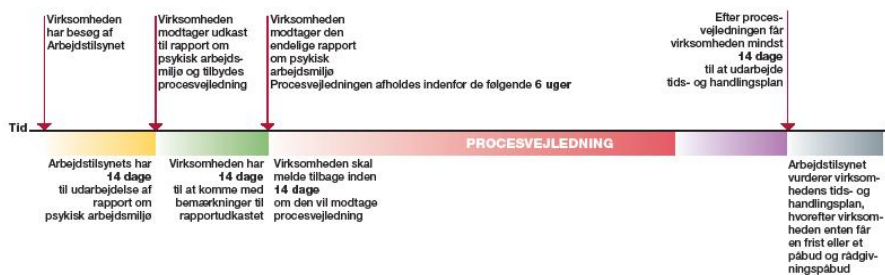 Virksomheden
har besøg af
Arbejdstilsynet
Virksomheden
modtager udkast
til rapport om
psykisk arbejds-
miljø og tilbydes
procesvejledning
Virksomheden
modtager den
endelige rapport
om psykisk
arbejdsmiljø
Procesvejledningen afholdes indenfor de følgende 6 uger
Efter proces-
vejledningen får
virksomheden mindst
14 dage
til at udarbejde
tids- og handlingsplan
Tid
PROCESVEJLEDNING
Arbejdstilsynets har
14 dage
til udarbejdelse af
rapport om
psykisk arbejdsmiljø
Virksomheden har
14 dage
til at komme med
bemærkninger til
rapportudkastet
Virksomheden skal
melde tilbage inden
14 dage
om den vil modtage
procesvejledning
Arbejdstilsynet
vurderer virksom-
hedens tids- og
handlingsplan,
hvorefter virksom-
heden enten får
en frist eller et
påbud og rådgiv-
ningspåbud